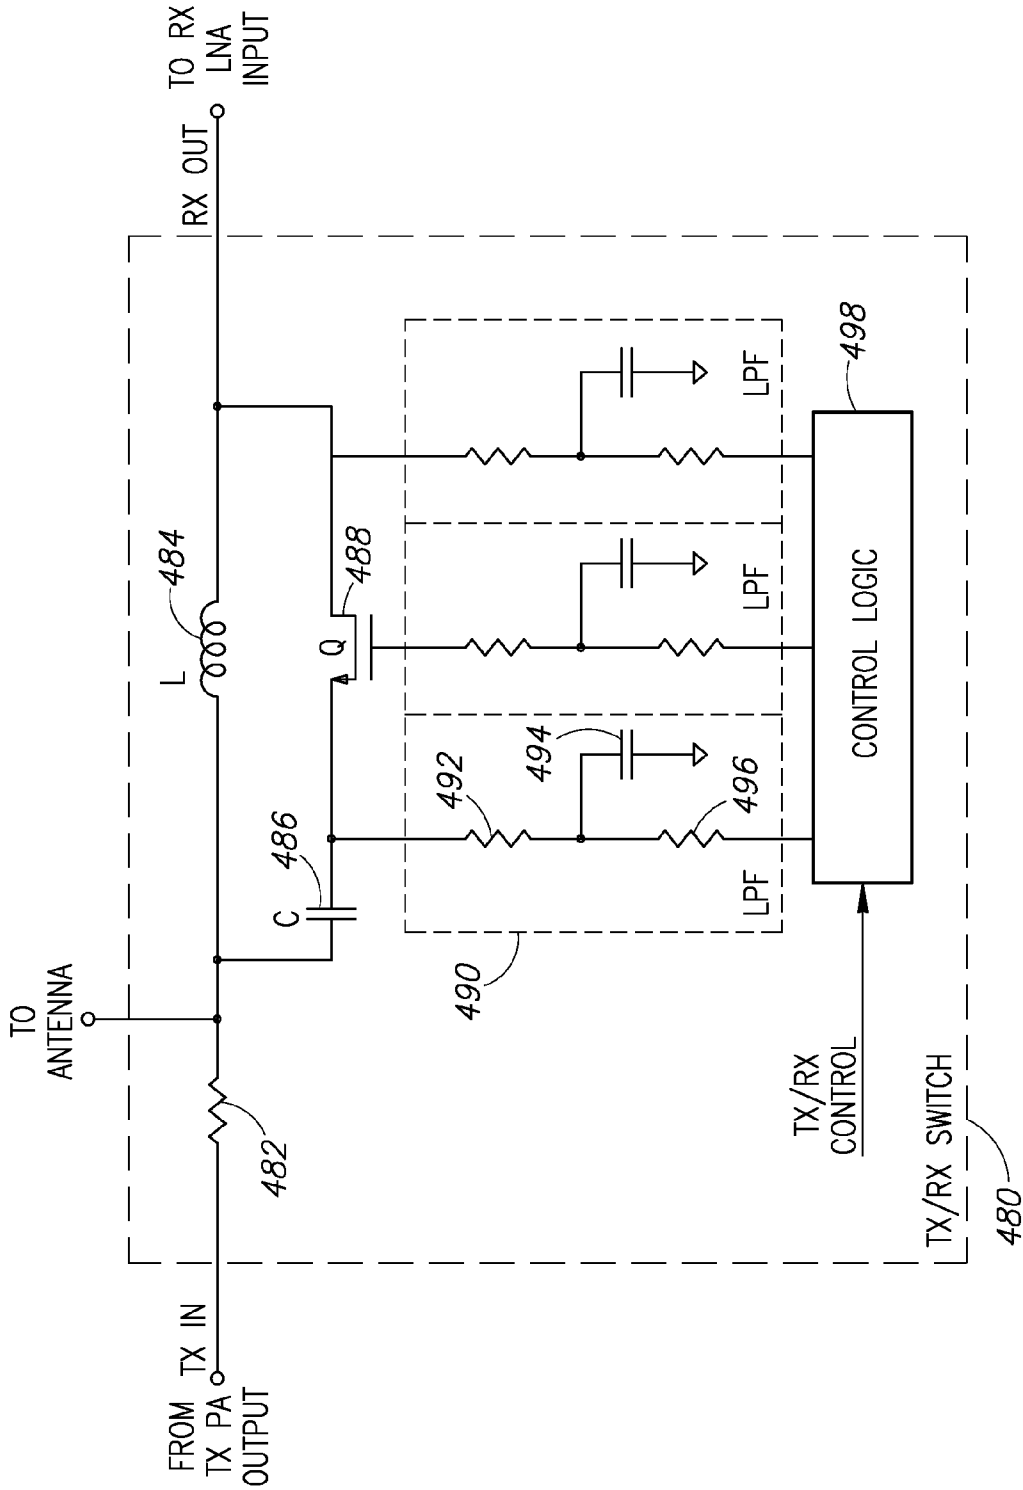 TO
ANTENNA
FROM
TX PA
OUTPUT
TX IN
482
L
484
RX OUT
TO RX
LNA
INPUT
C
486
Q
488
490
492
494
496
LPF
LPF
LPF
CONTROL LOGIC
498
TX/RX
CONTROL
TX/RX SWITCH
480